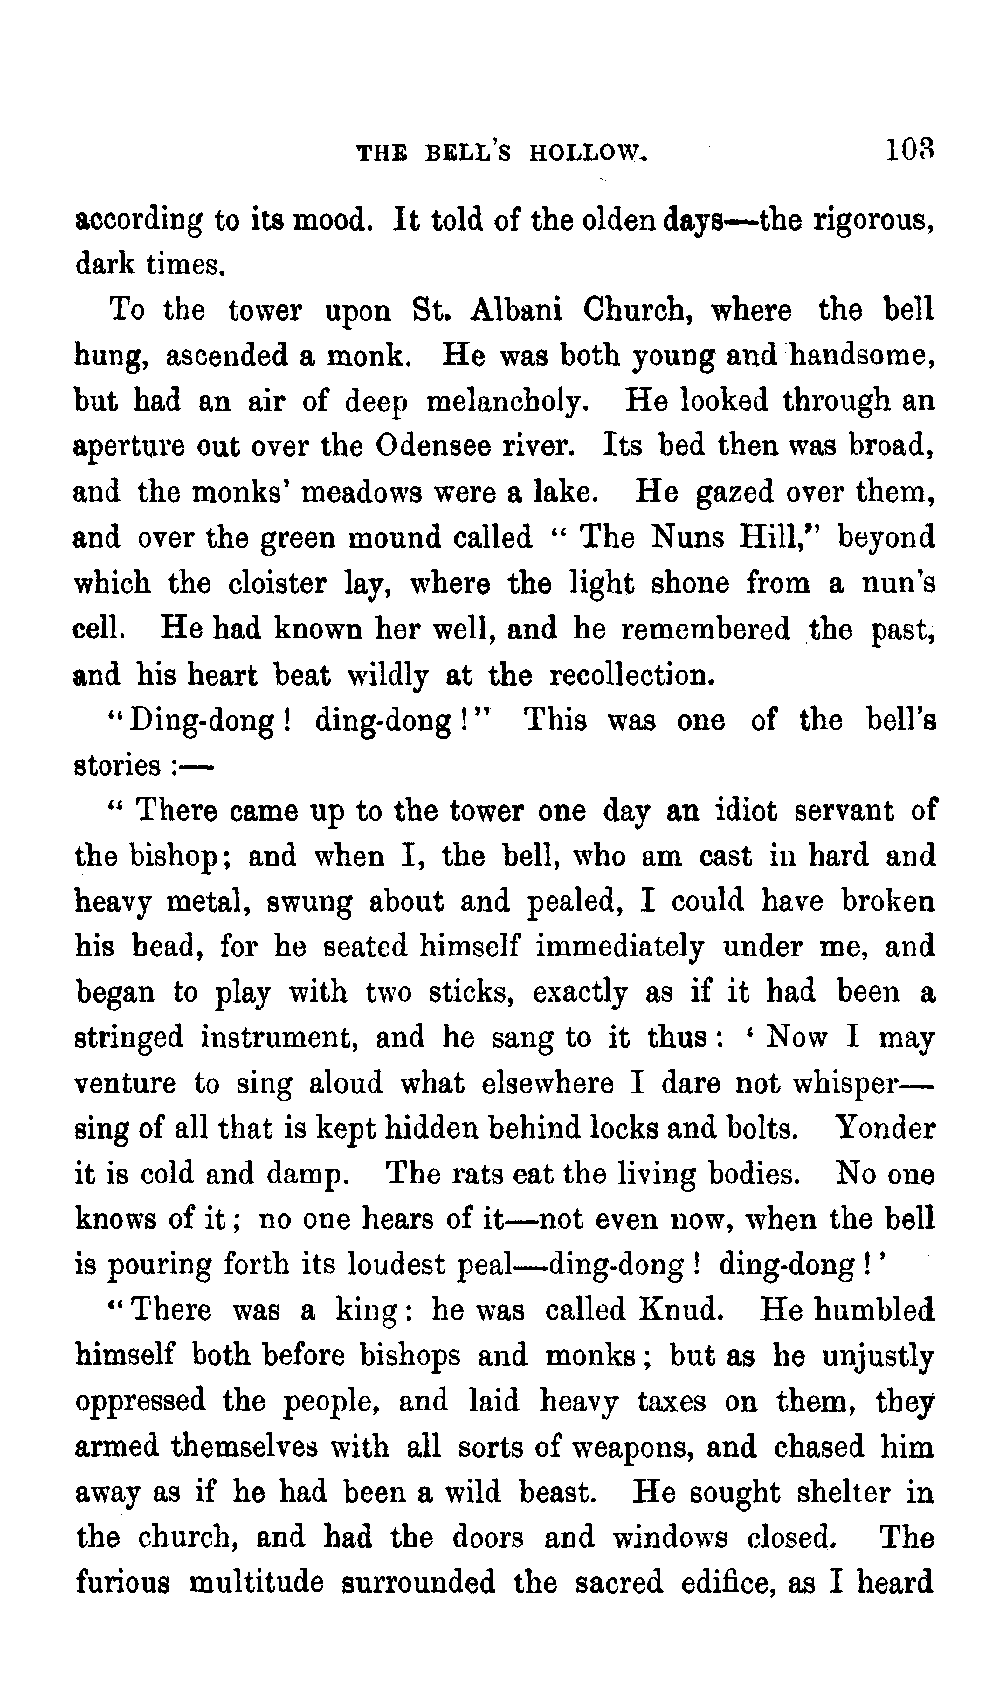 THE BELL'S HOLLOW. 103
according to its mood. It told of the olden days—the rigorous,
dark times.
To the tower upon St. Albani Church, where the bell
hung, ascended a monk. He was both young and handsome,
but had an air of deep melancholy. He looked through an
aperture out over the Odensee river. Its bed then was broad,
and the monks' meadows were a lake. He gazed over them,
and over the green mound called “ The Nuns Hill,” beyond
which the cloister lay, where the light shone from a nun's
cell. He had known her well, and he remembered the past,
and his heart beat wildly at the recollection.
“Ding-dong! ding-dong!” This was one of the bell's
stories :—
“ There came up to the tower one day an idiot servant of
the bishop; and when I, the bell, who am cast in hard and
heavy metal, swung about and pealed, I could have broken
his head, for he seated himself immediately under me, and
began to play with two sticks, exactly as if it had been a
stringed instrument, and he sang to it thus: ‘ Now I may
venture to sing aloud what elsewhere I dare not whisper—
sing of all that is kept hidden behind locks and bolts. Yonder
it is cold and damp. The rats eat the living bodies. No one
knows of it; no one hears of it—not even now, when the bell
is pouring forth its loudest peal—ding-dong! ding-dong!’
“There was a king: he was called Knud. He humbled
himself both before bishops and monks; but as he unjustly
oppressed the people, and laid heavy taxes on them, they
armed themselves with all sorts of weapons, and chased him
away as if he had been a wild beast. He sought shelter in
the church, and had the doors and windows closed. The
furious multitude surrounded the sacred edifice, as I heard